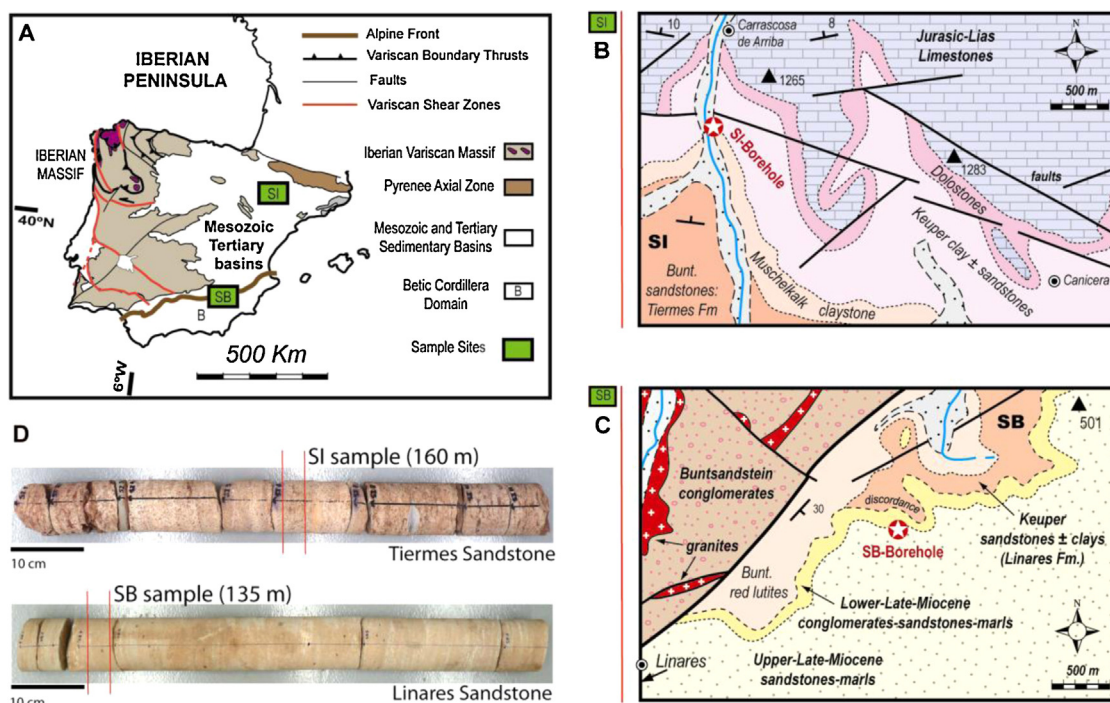 A
IBERIAN
PENINSULA
Alpine Front
Variscan Boundary Thrusts
Faults
Variscan Shear Zones
IBERIAN
MASSIF
Iberian Variscan Massif
Pyrenee Axial Zone
SI
40ºN
Mesozoic
Tertiary
basins
Mesozoic and Tertiary
Sedimentary Basins
SB
B
Betic Cordillera
Domain
B
Sample Sites
500 Km
6ºW
SI
B
10
Carrascosa
de Arriba
8
Jurasic-Lias
Limestones
N
1265
500 m
SI-Borehole
1283
faults
Dolostones
SI
Bunt.
sandstones:
Tiermes Fm
Muschelkalk
claystone
Keuper clay ± sandstones
Canicera
SB
C
SB
501
Buntsandstein
conglomerates
discordance
30
Keuper
sandstones ± clays
(Linares Fm.)
SB-Borehole
granites
Bunt.
red lutites
Lower-Late-Miocene
conglomerates-sandstones-marls
N
Linares
Upper-Late-Miocene
sandstones-marls
500 m
D
SI sample (160 m)
10 cm
Tiermes Sandstone
SB sample (135 m)
10 cm
Linares Sandstone